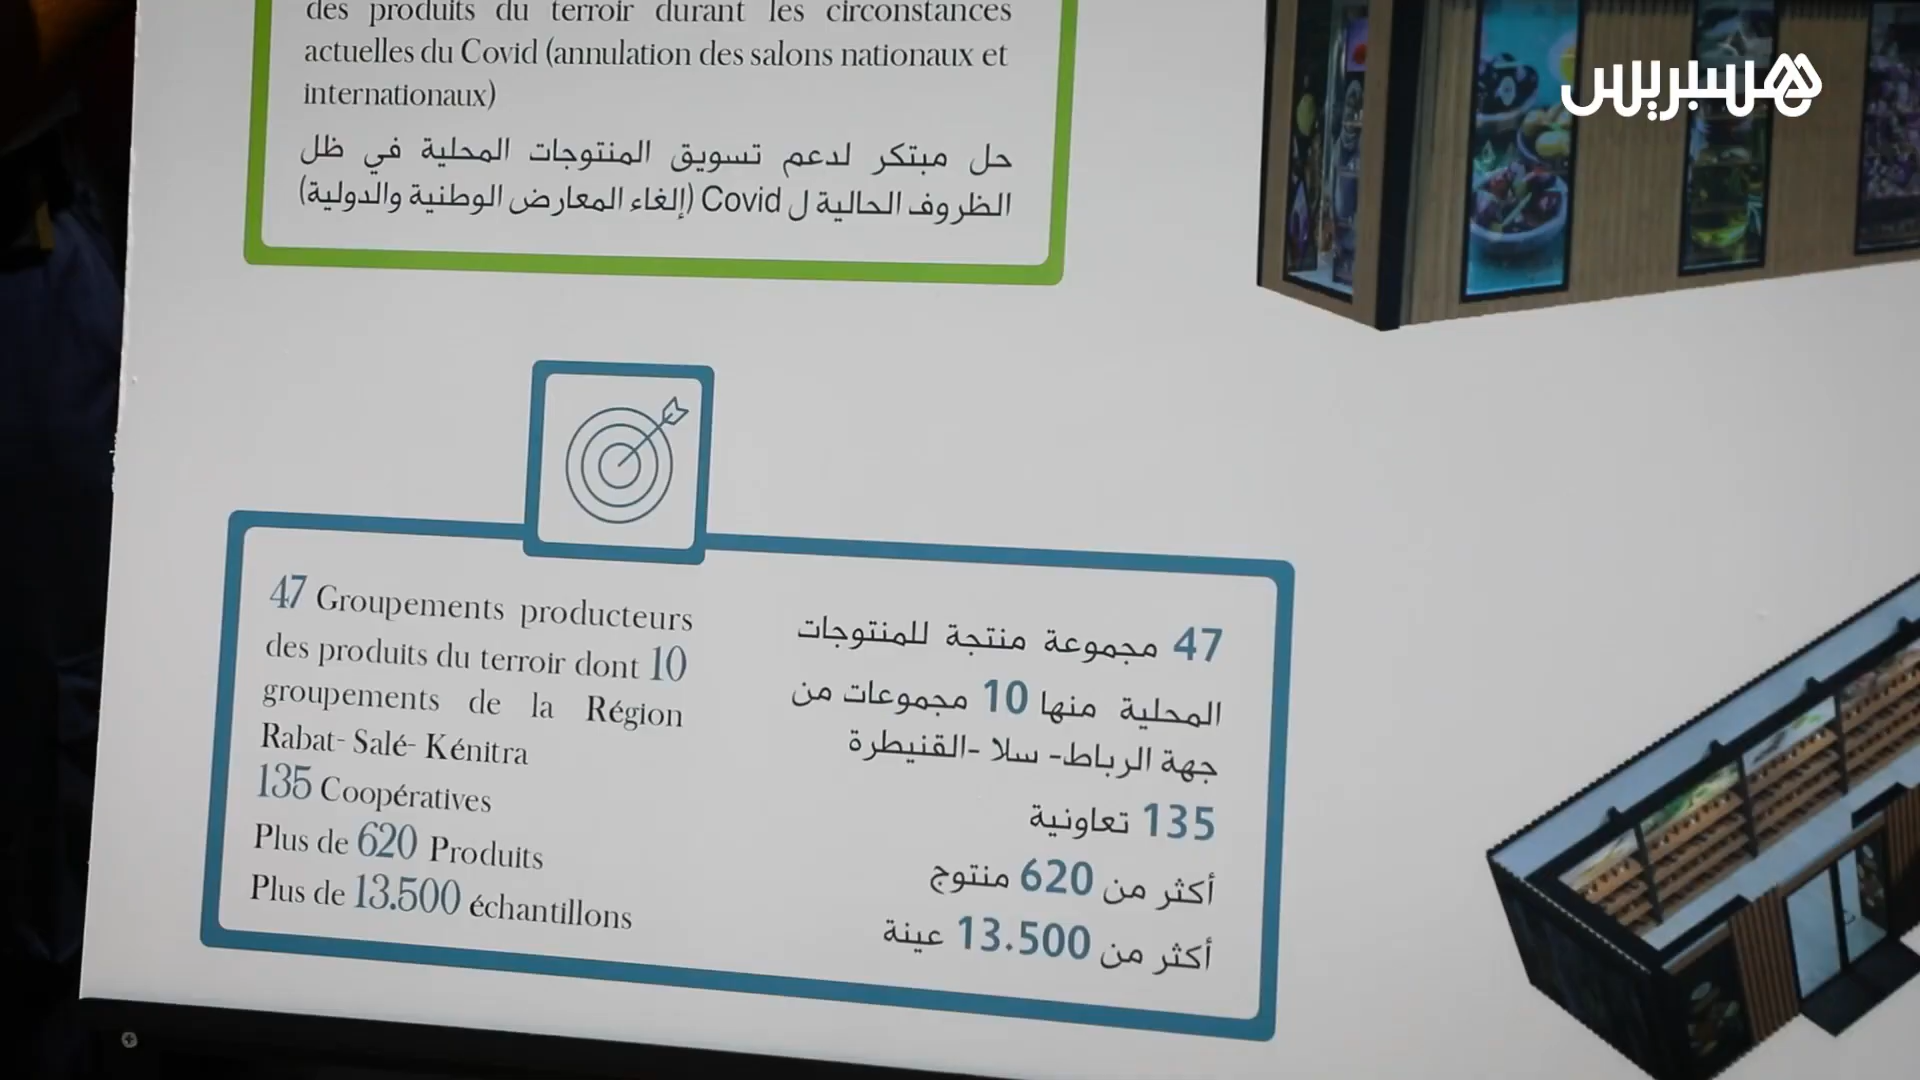 des produits du terroir durant les circonstances
actuelles du Covid (annulation des salons nationaux et
internationaux)
حل مبتكر لدعم تسويق المنتوجات المحلية في ظل
الظروف الحالية ل Covid (إلغاء المعارض الوطنية والدولية)
هسبريس
47 Groupements producteurs
des produits du terroir dont 10
groupements de la Région
Rabat- Salé- Kénitra
135 Coopératives
Plus de 620 Produits
Plus de 13.500 échantillons
47 مجموعة منتجة للمنتوجات
المحلية منها 10 مجموعات من
جهة الرباط- سلا -القنيطرة
135 تعاونية
أكثر من 620 منتوج
أكثر من 13.500 عينة